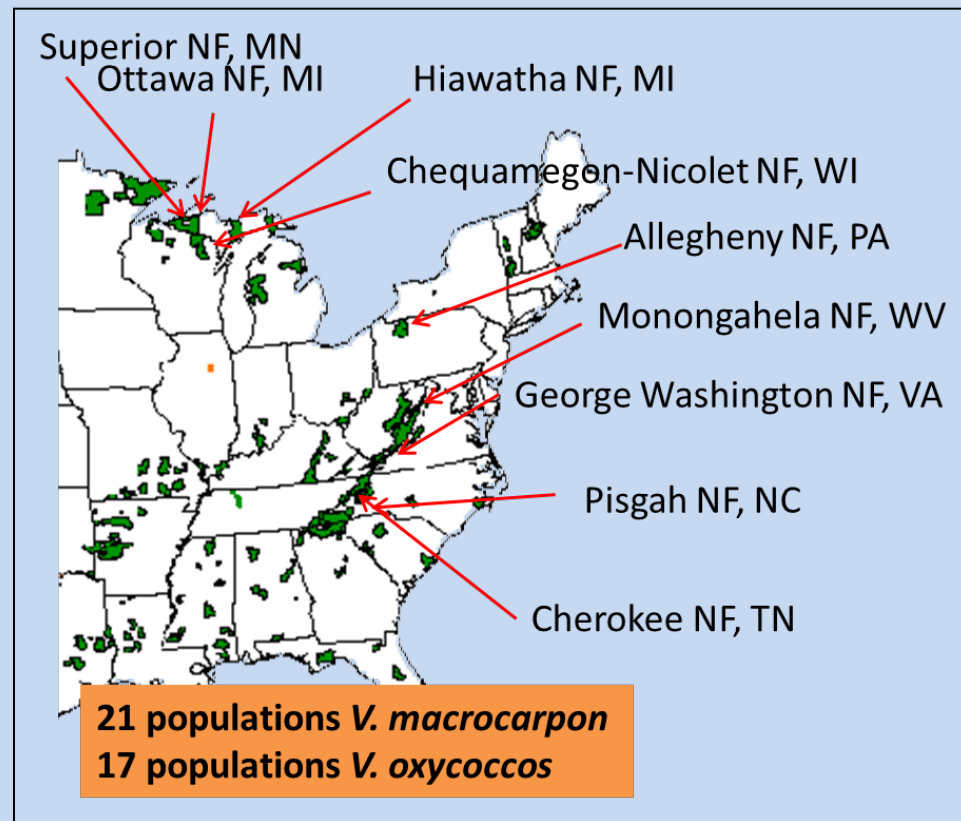 Superior NF, MN
Ottawa NF, MI
Hiawatha NF, MI
Chequamegon-Nicolet NF, WI
Allegheny NF, PA
Monongahela NF, WV
George Washington NF, VA
Pisgah NF, NC
Cherokee NF, TN
21 populations V. macrocarpon
17 populations V. oxycoccos